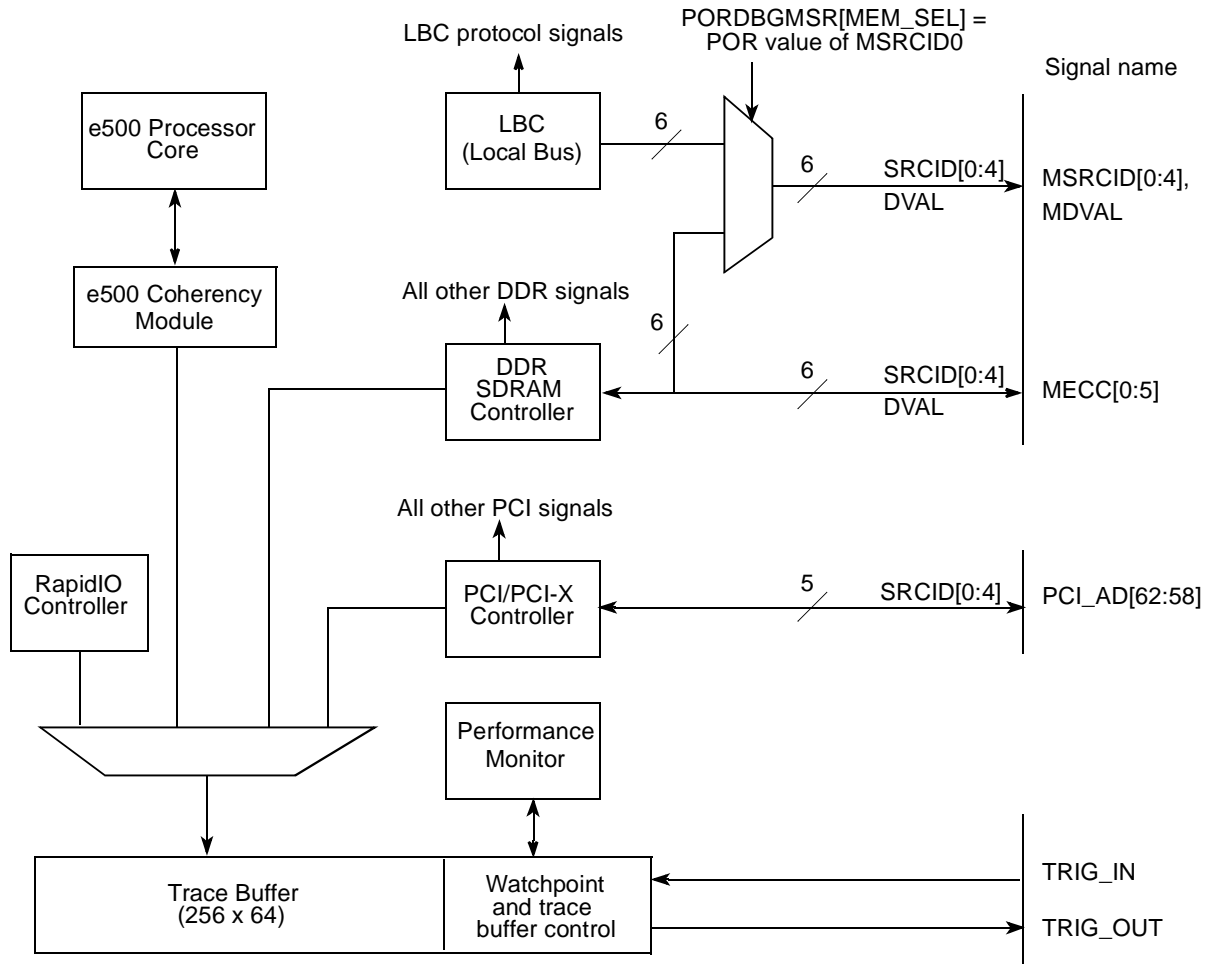 PORDBGMSR[MEM_SEL] =
POR value of MSRCID0
LBC protocol signals
Signal name
e500 Processor
Core
LBC
(Local Bus)
6
6
SRCID[0:4]
DVAL
MSRCID[0:4],
MDVAL
e500 Coherency
Module
All other DDR signals
6
DDR
SDRAM
Controller
6
SRCID[0:4]
DVAL
MECC[0:5]
All other PCI signals
RapidIO
Controller
PCI/PCI-X
Controller
5
SRCID[0:4]
PCI_AD[62:58]
Performance
Monitor
Trace Buffer
(256 x 64)
Watchpoint
and trace
buffer control
TRIG_IN
TRIG_OUT